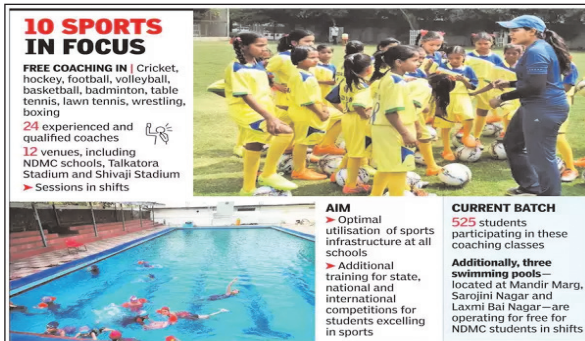 10 SPORTS
IN FOCUS
FREE COACHING IN | Cricket,
hockey, football, volleyball,
basketball, badminton, table
tennis, lawn tennis, wrestling,
boxing
24 experienced and
qualified coaches
12 venues, including
NDMC schools, Talkatora
Stadium and Shivaji Stadium
➤ Sessions in shifts
AIM
➤ Optimal
utilisation of sports
infrastructure at all
schools
➤ Additional
training for state,
national and
international
competitions for
students excelling
in sports
CURRENT BATCH
525 students
participating in these
coaching classes
Additionally, three
swimming pools—
located at Mandir Marg,
Sarojini Nagar and
Laxmi Bai Nagar—are
operating for free for
NDMC students in shifts